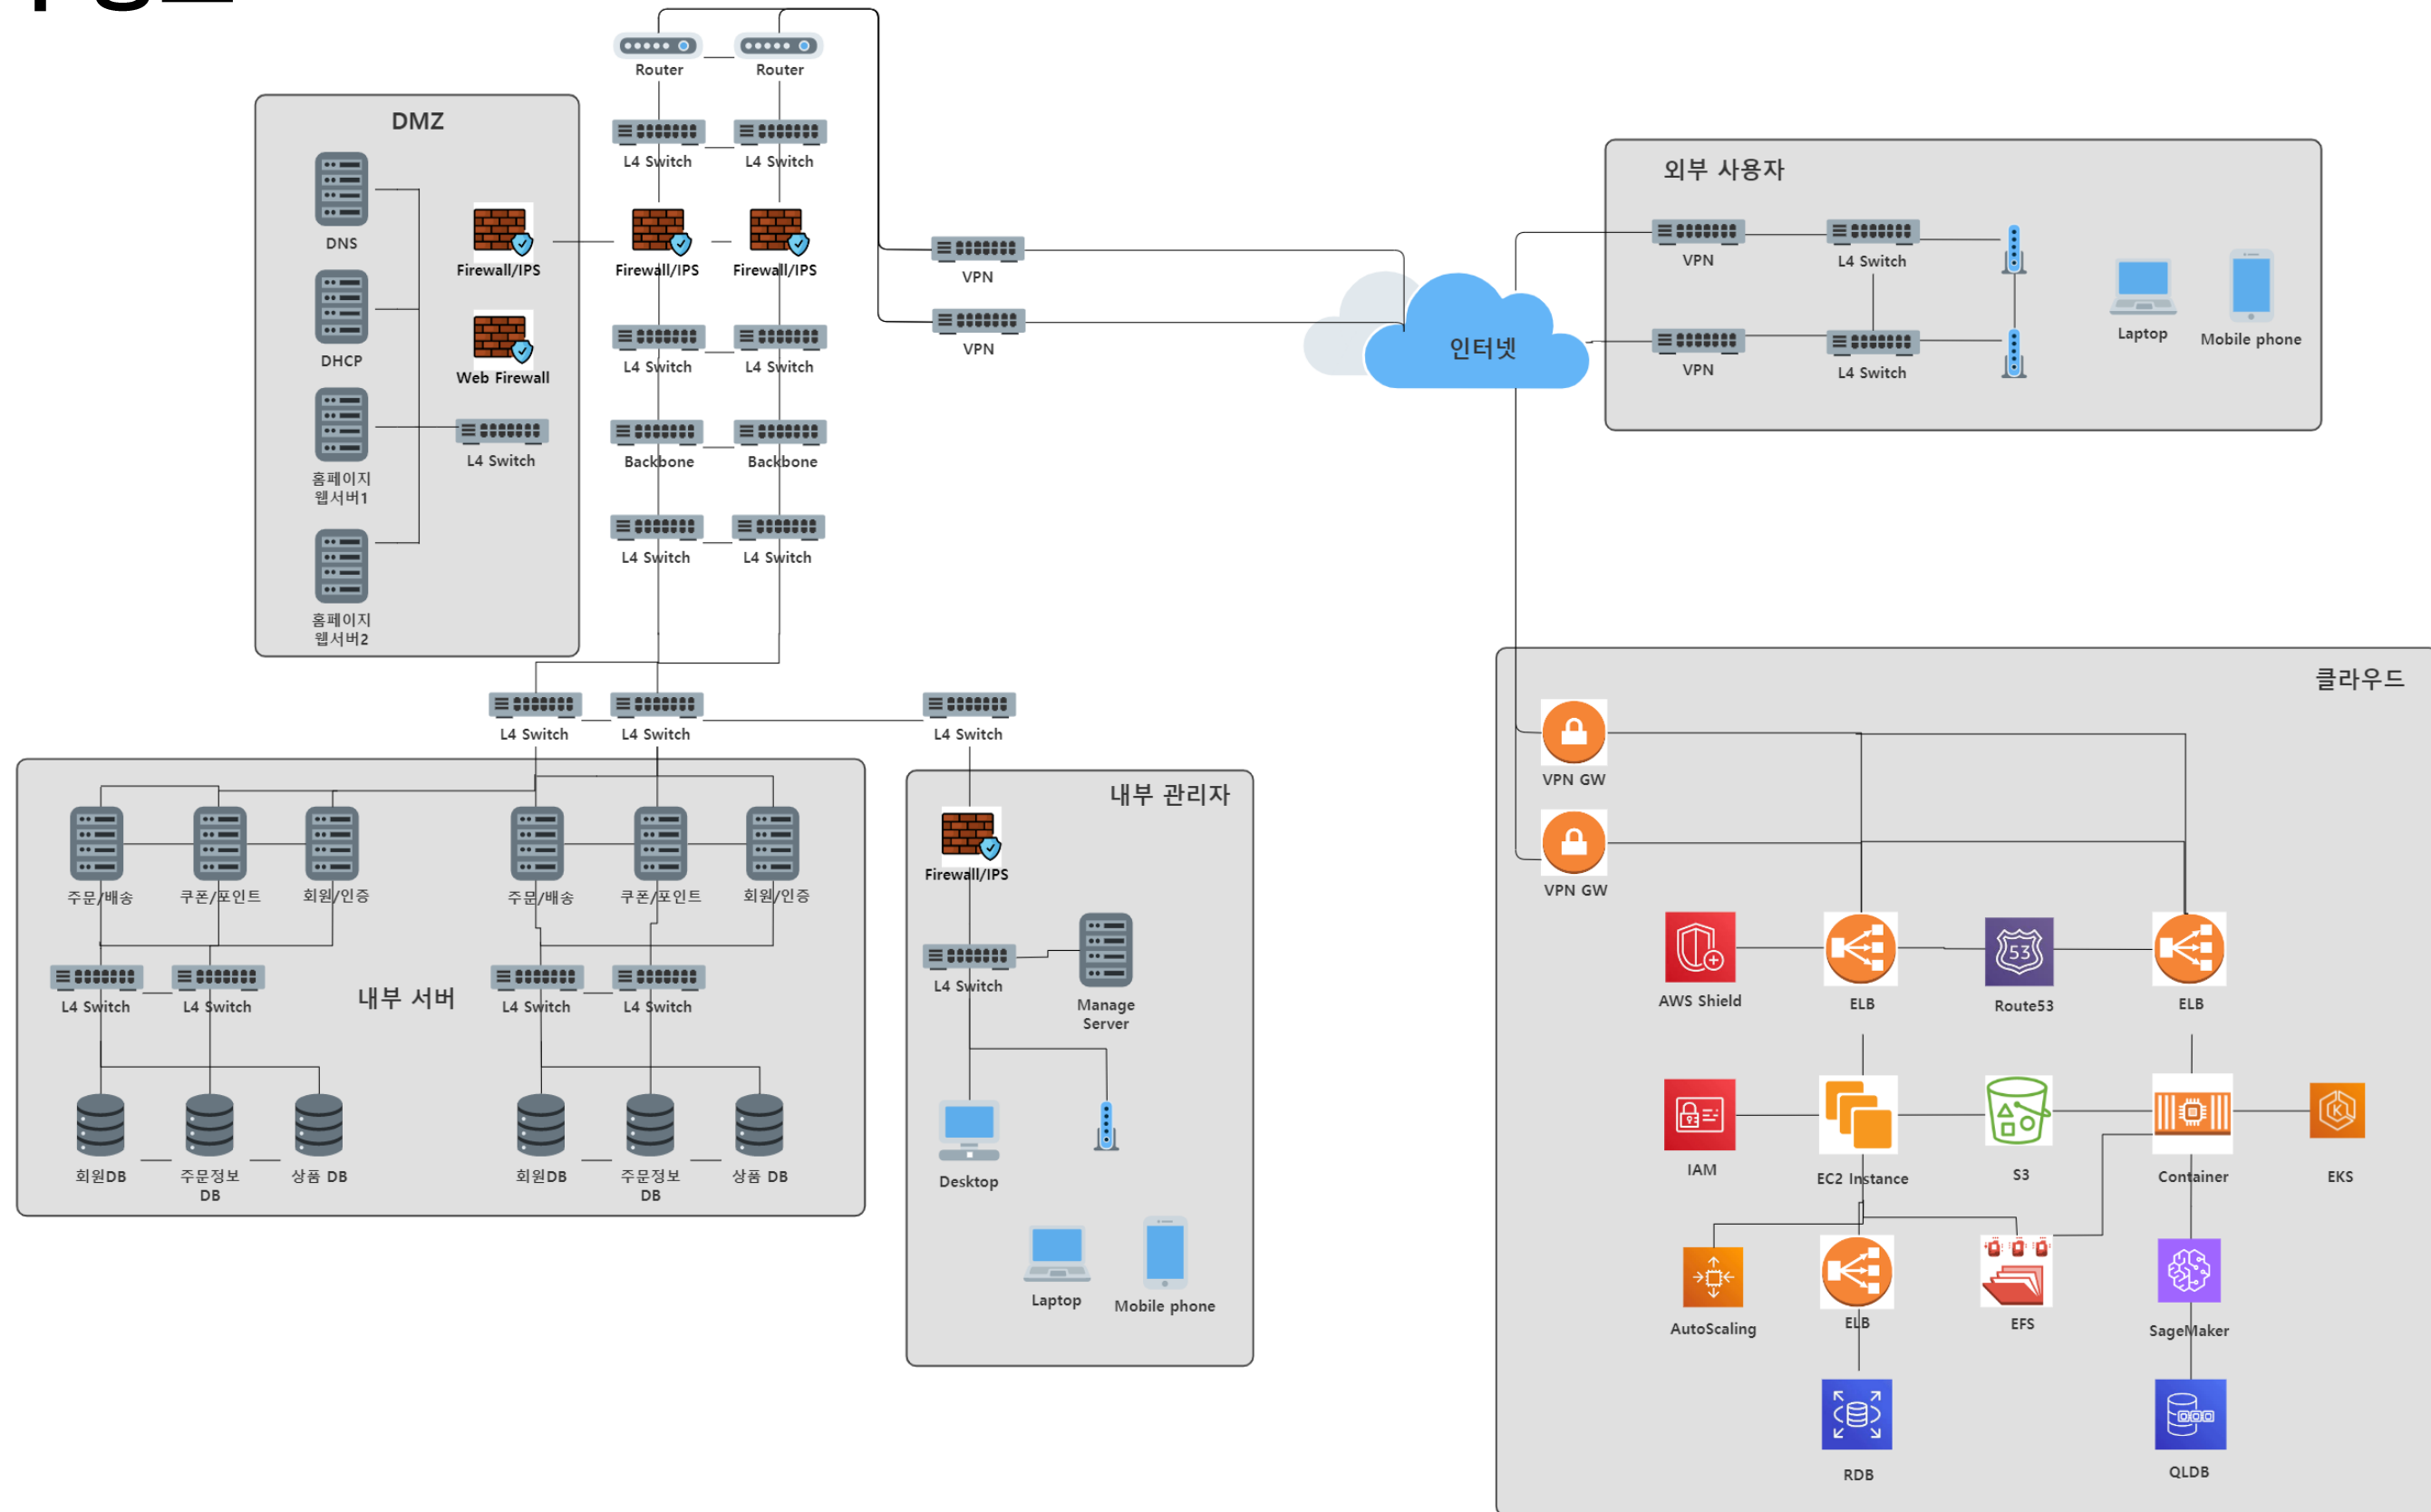 Router
Router
DMZ
L4 Switch
L4 Switch
DNS
Firewall/IPS
Firewall/IPS
Firewall/IPS
DHCP
Web Firewall
L4 Switch
L4 Switch
홈페이지
웹서버1
L4 Switch
Backbone
Backbone
홈페이지
웹서버2
L4 Switch
L4 Switch
VPN
VPN
인터넷
외부 사용자
VPN
L4 Switch
VPN
L4 Switch
Laptop
Mobile phone
L4 Switch
L4 Switch
L4 Switch
주문/배송
쿠폰/포인트
회원/인증
주문/배송
쿠폰/포인트
회원/인증
L4 Switch
L4 Switch
내부 서버
L4 Switch
L4 Switch
회원DB
주문정보
DB
상품 DB
회원DB
주문정보
DB
상품 DB
내부 관리자
Firewall/IPS
L4 Switch
Manage
Server
Desktop
Laptop
Mobile phone
클라우드
VPN GW
VPN GW
AWS Shield
ELB
53
Route53
ELB
IAM
EC2 Instance
S3
Container
K
EKS
AutoScaling
ELB
EFS
SageMaker
RDB
QLDB